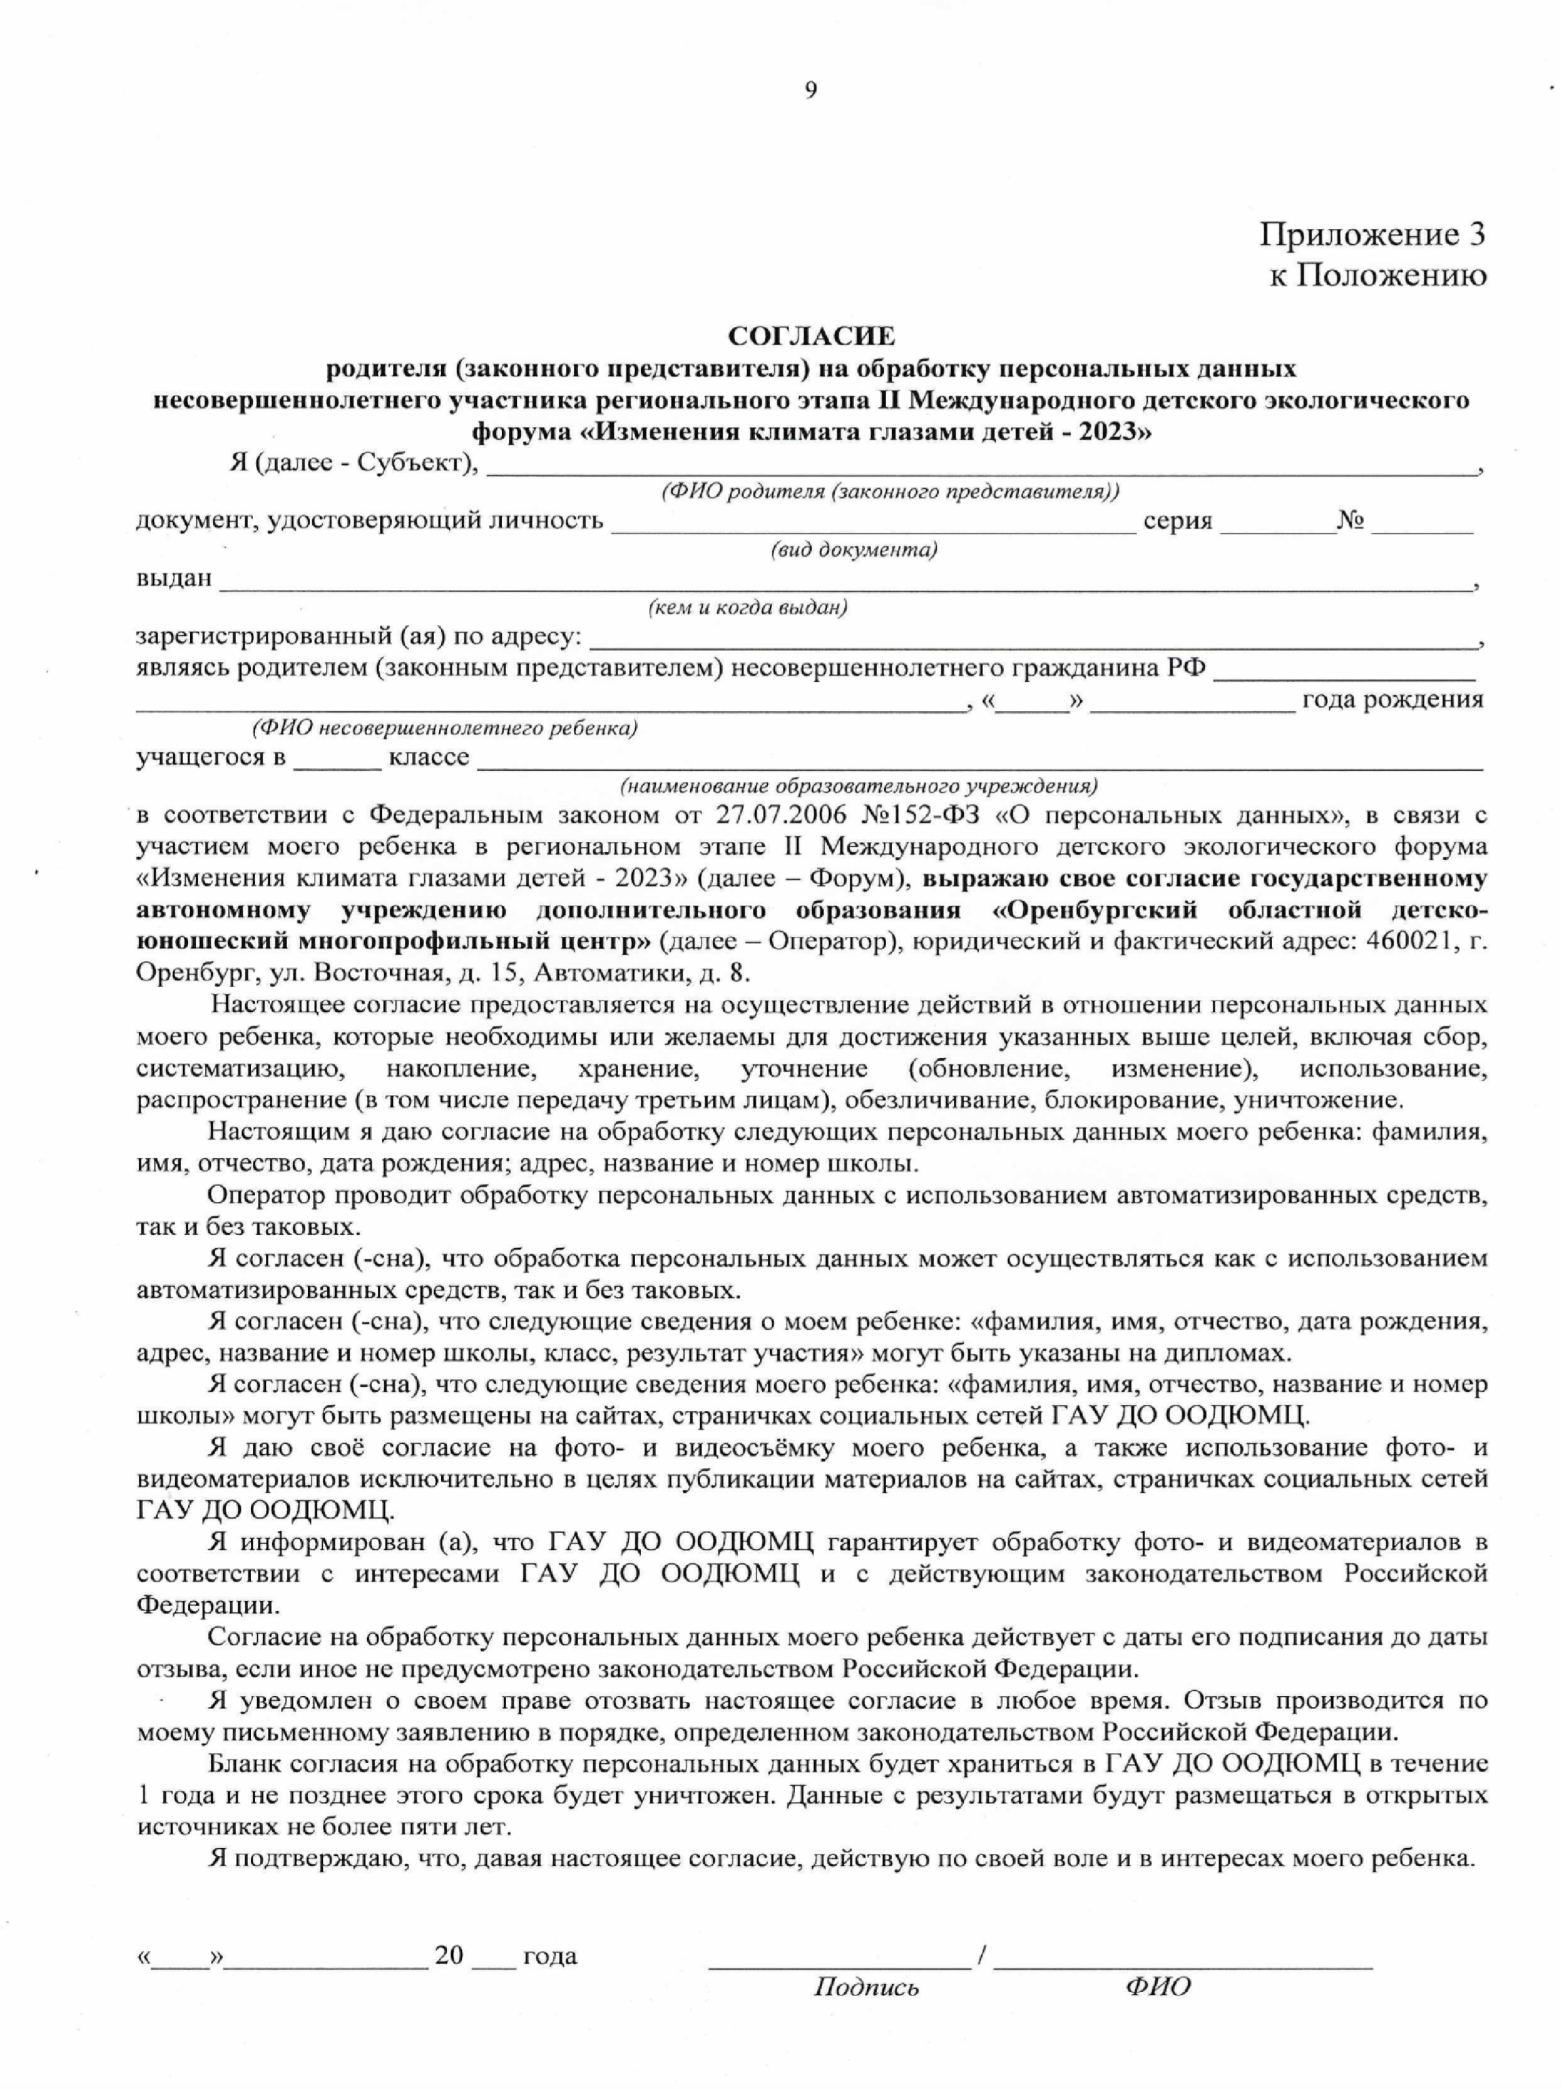 9
Приложение 3
к Положению
СОГЛАСИЕ
родителя (законного представителя) на обработку персональных данных
несовершеннолетнего участника регионального этапа II Международного детского экологического
форума «Изменения климата глазами детей - 2023»
Я (далее - Субъект), ____________________,
(ФИО родителя (законного представителя))
документ, удостоверяющий личность ____________________ серия ________№ _______
(вид документа)
выдан ____________________,
(кем и когда выдан)
зарегистрированный (ая) по адресу: ____________________,
являясь родителем (законным представителем) несовершеннолетнего гражданина РФ ____________________
____________________, «_____» ______________ года рождения
(ФИО несовершеннолетнего ребенка)
учащегося в ______ классе ____________________
(наименование образовательного учреждения)
в соответствии с Федеральным законом от 27.07.2006 №152-ФЗ «О персональных данных», в связи с
участием моего ребенка в региональном этапе II Международного детского экологического форума
«Изменения климата глазами детей - 2023» (далее – Форум), выражаю свое согласие государственному
автономному учреждению дополнительного образования «Оренбургский областной детско-
юношеский многопрофильный центр» (далее – Оператор), юридический и фактический адрес: 460021, г.
Оренбург, ул. Восточная, д. 15, Автоматики, д. 8.
Настоящее согласие предоставляется на осуществление действий в отношении персональных данных
моего ребенка, которые необходимы или желаемы для достижения указанных выше целей, включая сбор,
систематизацию, накопление, хранение, уточнение (обновление, изменение), использование,
распространение (в том числе передачу третьим лицам), обезличивание, блокирование, уничтожение.
Настоящим я даю согласие на обработку следующих персональных данных моего ребенка: фамилия,
имя, отчество, дата рождения; адрес, название и номер школы.
Оператор проводит обработку персональных данных с использованием автоматизированных средств,
так и без таковых.
Я согласен (-сна), что обработка персональных данных может осуществляться как с использованием
автоматизированных средств, так и без таковых.
Я согласен (-сна), что следующие сведения о моем ребенке: «фамилия, имя, отчество, дата рождения,
адрес, название и номер школы, класс, результат участия» могут быть указаны на дипломах.
Я согласен (-сна), что следующие сведения моего ребенка: «фамилия, имя, отчество, название и номер
школы» могут быть размещены на сайтах, страничках социальных сетей ГАУ ДО ООДЮМЦ.
Я даю своё согласие на фото- и видеосъёмку моего ребенка, а также использование фото- и
видеоматериалов исключительно в целях публикации материалов на сайтах, страничках социальных сетей
ГАУ ДО ООДЮМЦ.
Я информирован (а), что ГАУ ДО ООДЮМЦ гарантирует обработку фото- и видеоматериалов в
соответствии с интересами ГАУ ДО ООДЮМЦ и с действующим законодательством Российской
Федерации.
Согласие на обработку персональных данных моего ребенка действует с даты его подписания до даты
отзыва, если иное не предусмотрено законодательством Российской Федерации.
Я уведомлен о своем праве отозвать настоящее согласие в любое время. Отзыв производится по
моему письменному заявлению в порядке, определенном законодательством Российской Федерации.
Бланк согласия на обработку персональных данных будет храниться в ГАУ ДО ООДЮМЦ в течение
1 года и не позднее этого срока будет уничтожен. Данные с результатами будут размещаться в открытых
источниках не более пяти лет.
Я подтверждаю, что, давая настоящее согласие, действую по своей воле и в интересах моего ребенка.
«____»______________ 20 ___ года __________________ / __________________________
Подпись ФИО